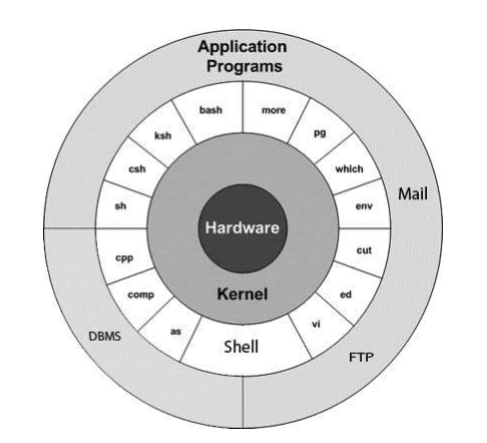 Application
Programs
bash
more
ksh
pg
csh
which
Mail
sh
env
Hardware
cut
cpp
Kernel
comp
ed
as
vi
DBMS
Shell
FTP